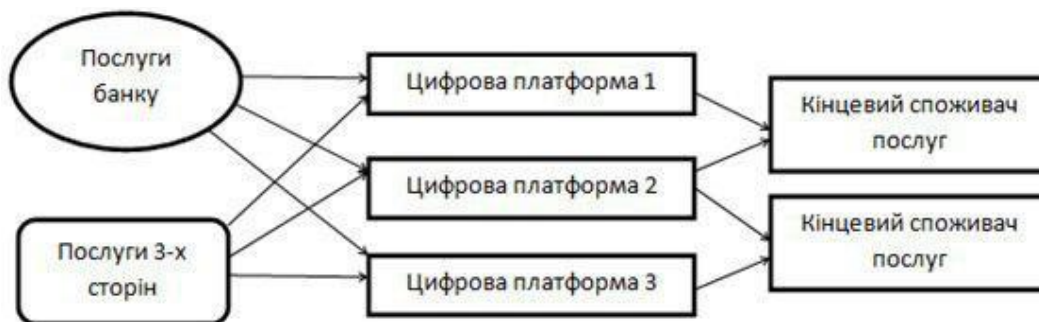 Послуги
банку
Послуги 3-х
сторін
Цифрова платформа 1
Цифрова платформа 2
Цифрова платформа 3
Кінцевий споживач
послуг
Кінцевий споживач
послуг